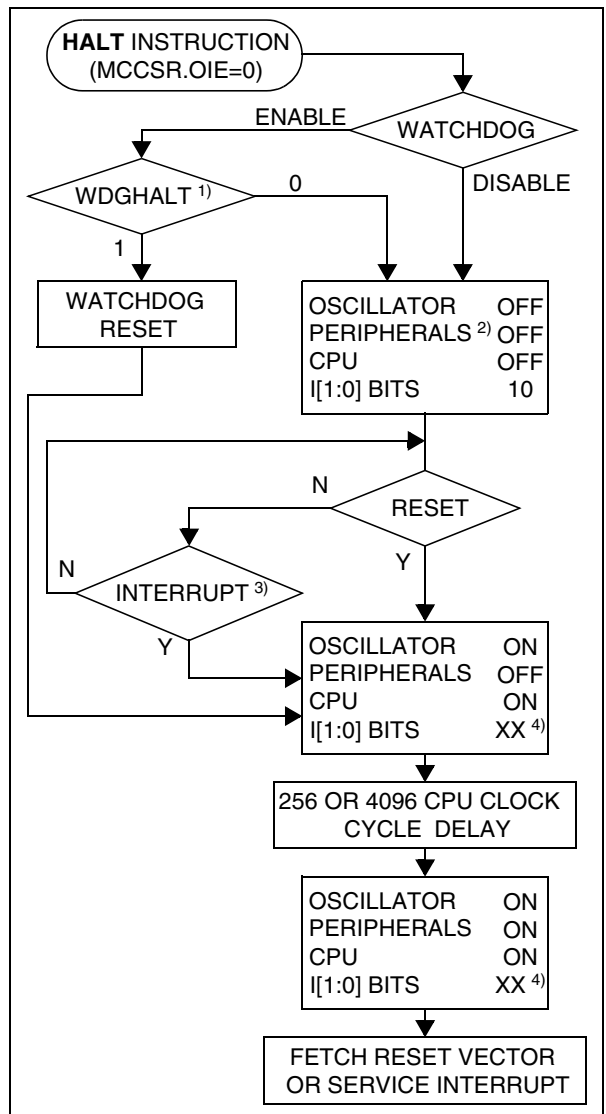 HALT INSTRUCTION
(MCCSR.OIE=0)
ENABLE
WATCHDOG
WDGHALT 1)
0
DISABLE
1
WATCHDOG
RESET
OSCILLATOR OFF
PERIPHERALS 2) OFF
CPU OFF
I[1:0] BITS 10
N
RESET
Y
N
INTERRUPT 3)
Y
OSCILLATOR ON
PERIPHERALS OFF
CPU ON
I[1:0] BITS XX 4)
256 OR 4096 CPU CLOCK
CYCLE DELAY
OSCILLATOR ON
PERIPHERALS ON
CPU ON
I[1:0] BITS XX 4)
FETCH RESET VECTOR
OR SERVICE INTERRUPT